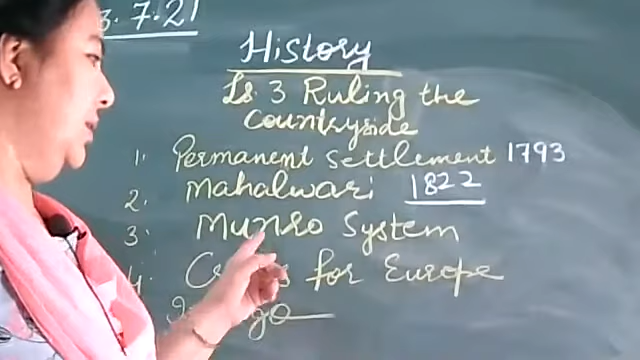 3.7.21
History
Ls. 3 Ruling the
countryside
1. Permanent settlement 1793
2. Mahalwari 1822
3. Munro System
4. for Europe